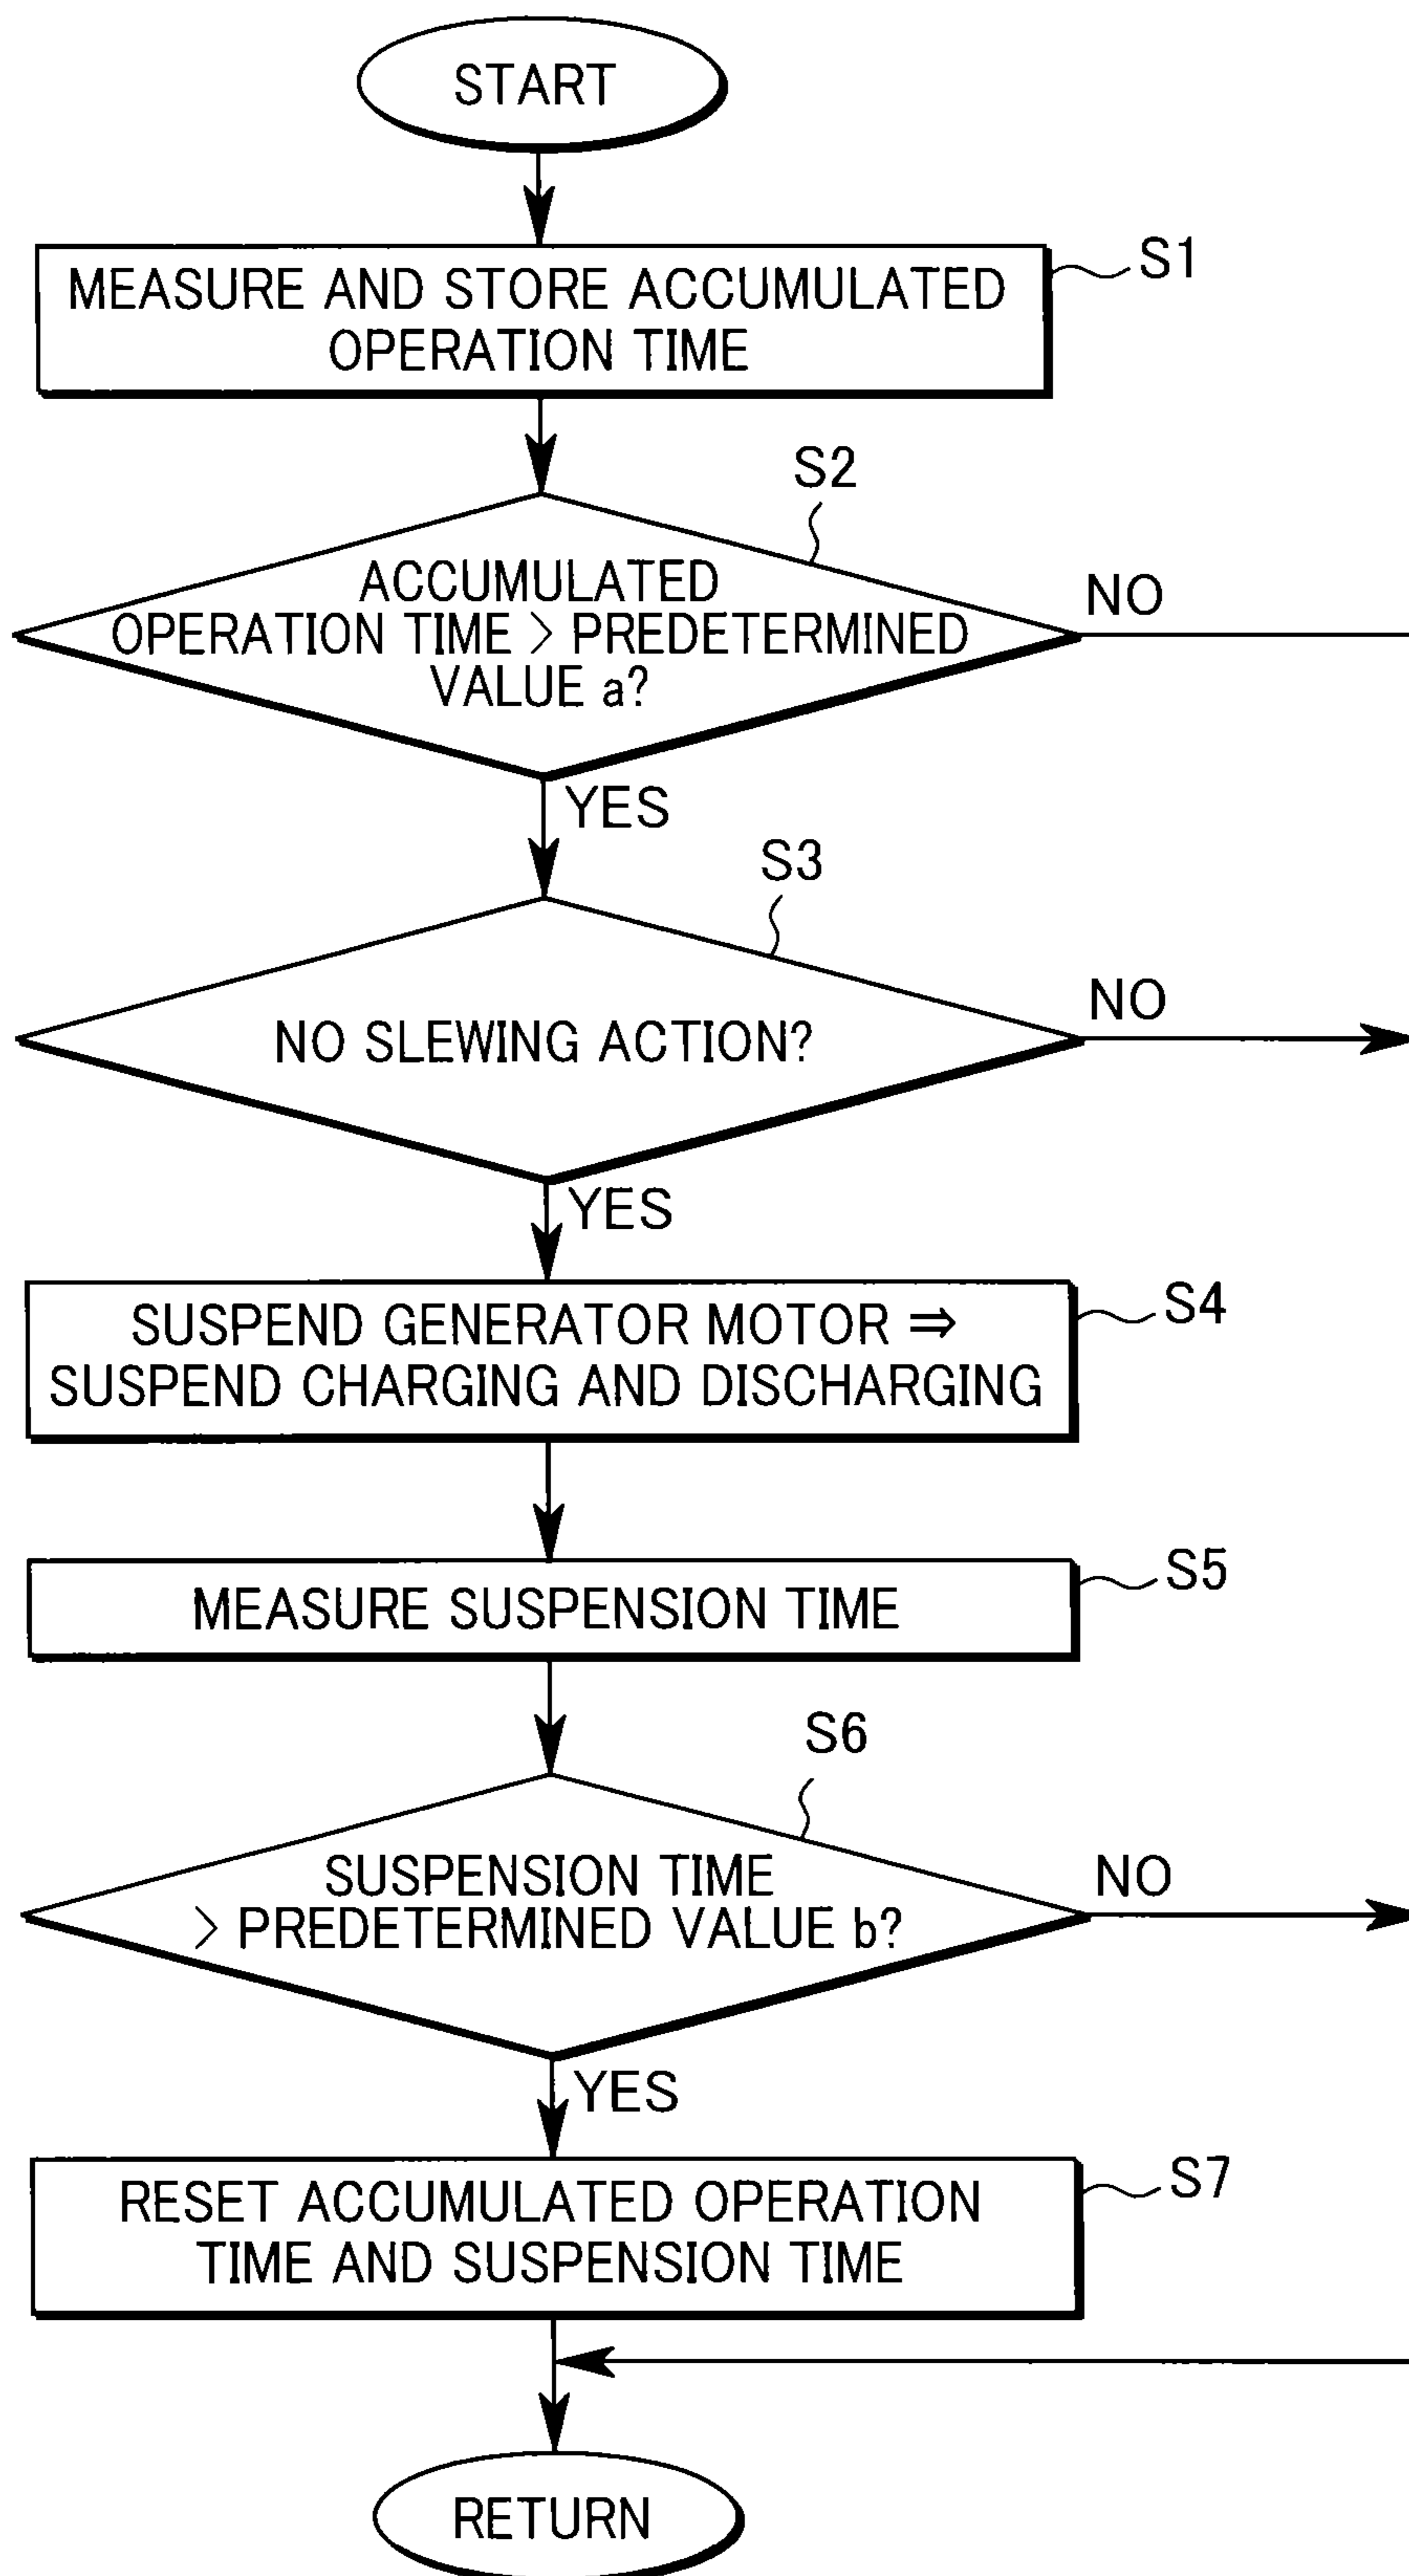 START
MEASURE AND STORE ACCUMULATED
OPERATION TIME
S1
S2
ACCUMULATED
OPERATION TIME > PREDETERMINED
VALUE a?
NO
YES
S3
NO SLEWING ACTION?
NO
YES
SUSPEND GENERATOR MOTOR ⇒
SUSPEND CHARGING AND DISCHARGING
S4
MEASURE SUSPENSION TIME
S5
S6
SUSPENSION TIME
> PREDETERMINED VALUE b?
NO
YES
RESET ACCUMULATED OPERATION
TIME AND SUSPENSION TIME
S7
RETURN